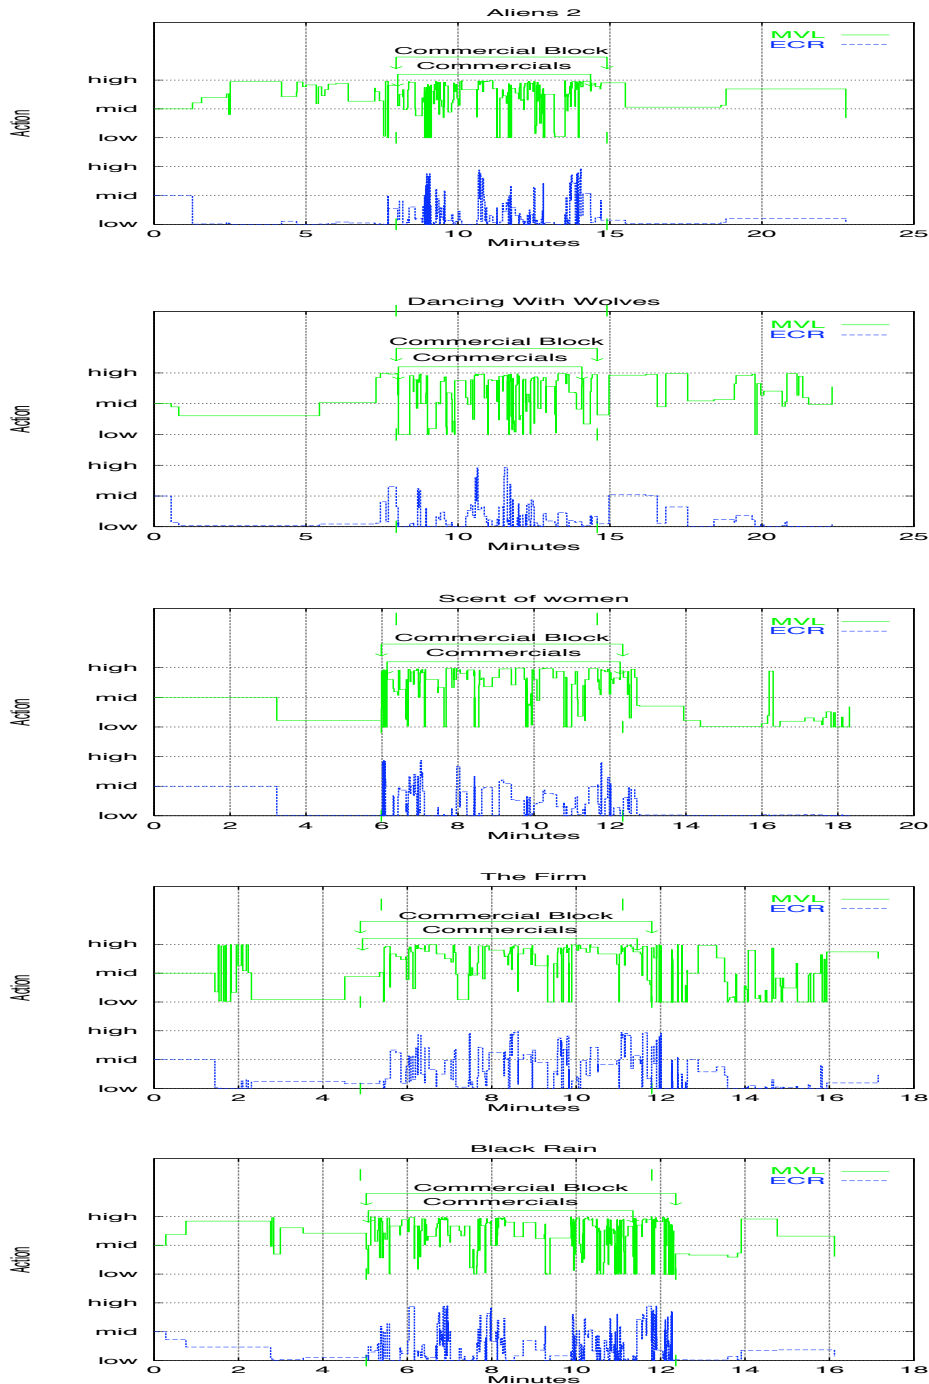 Aliens 2
MVL
ECR
Commercial Block
Commercials
high
mid
low
high
mid
low
Action
0 5 10 15 20 25
Minutes
Dancing With Wolves
MVL
ECR
Commercial Block
Commercials
high
mid
low
high
mid
low
Action
0 5 10 15 20 25
Minutes
Scent of women
MVL
ECR
Commercial Block
Commercials
high
mid
low
high
mid
low
Action
0 2 4 6 8 10 12 14 16 18 20
Minutes
The Firm
MVL
ECR
Commercial Block
Commercials
high
mid
low
high
mid
low
Action
0 2 4 6 8 10 12 14 16 18
Minutes
Black Rain
MVL
ECR
Commercial Block
Commercials
high
mid
low
high
mid
low
Action
0 2 4 6 8 10 12 14 16 18
Minutes